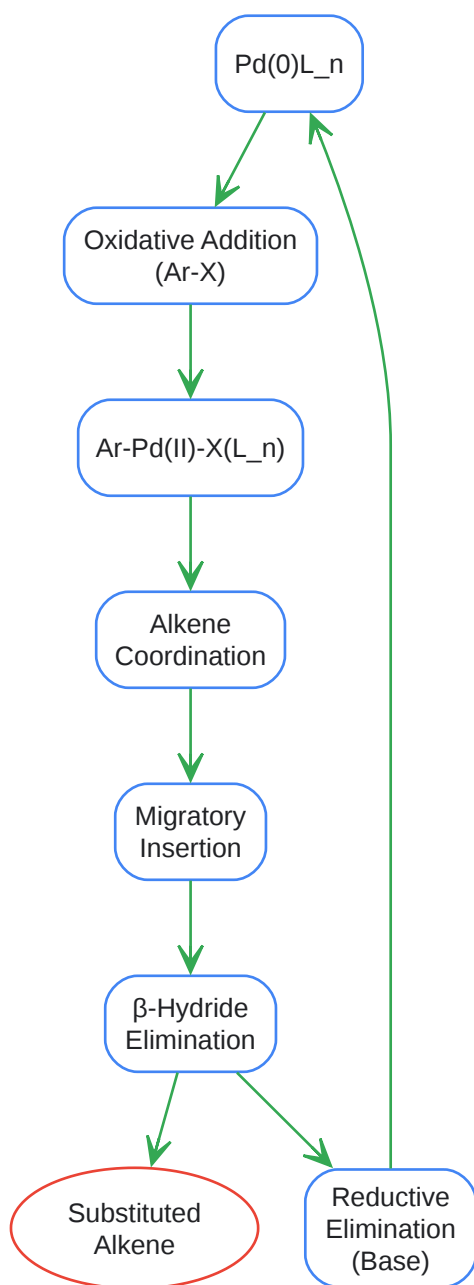 Pd(0)L_n
Oxidative Addition
(Ar-X)
Ar-Pd(II)-X(L_n)
Alkene
Coordination
Migratory
Insertion
β-Hydride
Elimination
Substituted
Alkene
Reductive
Elimination
(Base)